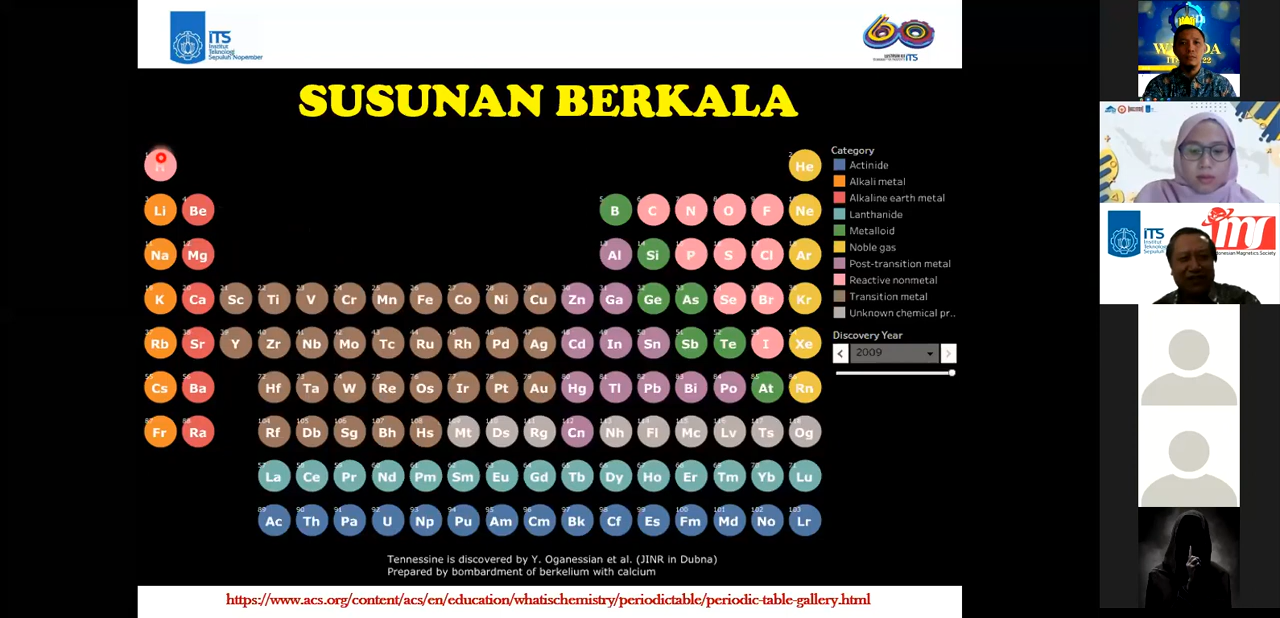 ITS
Institut
Teknologi
Sepuluh Nopember
60
ITS
SUSUNAN BERKALA
H
2 He
Li Be
B C N O F Ne
Na Mg
Al Si P S Cl Ar
K Ca Sc Ti V Cr Mn Fe Co Ni Cu Zn Ga Ge As Se Br Kr
Rb Sr Y Zr Nb Mo Tc Ru Rh Pd Ag Cd In Sn Sb Te I Xe
Cs Ba Hf Ta W Re Os Ir Pt Au Hg Tl Pb Bi Po At Rn
Fr Ra Rf Db Sg Bh Hs Mt Ds Rg Cn Nh Fl Mc Lv Ts Og
La Ce Pr Nd Pm Sm Eu Gd Tb Dy Ho Er Tm Yb Lu
Ac Th Pa U Np Pu Am Cm Bk Cf Es Fm Md No Lr
Category
Actinide
Alkali metal
Alkaline earth metal
Lanthanide
Metalloid
Noble gas
Post-transition metal
Reactive nonmetal
Transition metal
Unknown chemical pr..
Discovery Year
2009
Tennessine is discovered by Y. Oganessian et al. (JINR in Dubna)
Prepared by bombardment of berkelium with calcium
https://www.acs.org/content/acs/en/education/whatischemistry/periodictable/periodic-table-gallery.html
ITS
Institut
Teknologi
Sepuluh Nopember